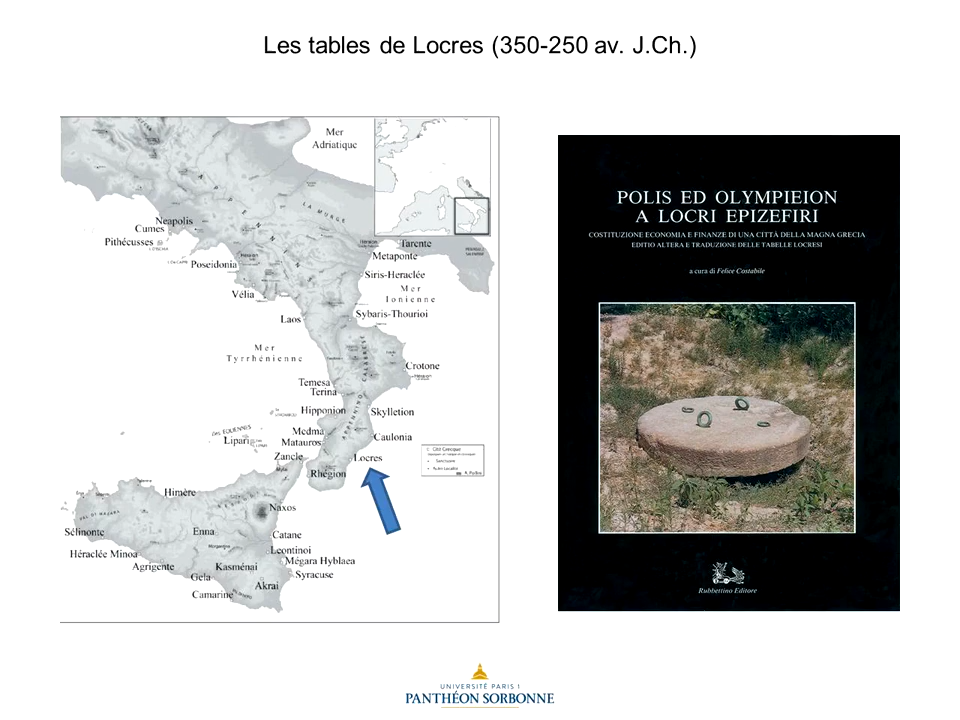 Les tables de Locres (350-250 av. J.Ch.)
Mer
Adriatique
LA MURGE
Neapolis
Cumes
Pithécusses
Tarente
Metaponte
Poseidonia
Siris-Heraclée
Mer
Ionienne
Vélia
Sybaris-Thourioi
Laos
Mer
Tyrrhénienne
Crotone
Temesa
Terina
Hipponion
Skylletion
Medma
Caulonia
Lipari
Matauros
Zancle
Locres
Rhégion
Himère
Naxos
Sélinonte
Enna
Catane
Leontinoi
Héraclée Minoa
Mégara Hyblaea
Agrigente
Kasménai
Syracuse
Gela
Akrai
Camarine
Cité Grecque
POLIS ED OLYMPIEION
A LOCRI EPIZEFIRI
COSTITUZIONE ECONOMIA E FINANZE DI UNA CITTÀ DELLA MAGNA GRECIA
EDITIO ALTERA E TRADUZIONE DELLE TABELLE LOCRESI
a cura di Felice Costabile
Rubbettino Editore
UNIVERSITÉ PARIS 1
PANTHÉON SORBONNE